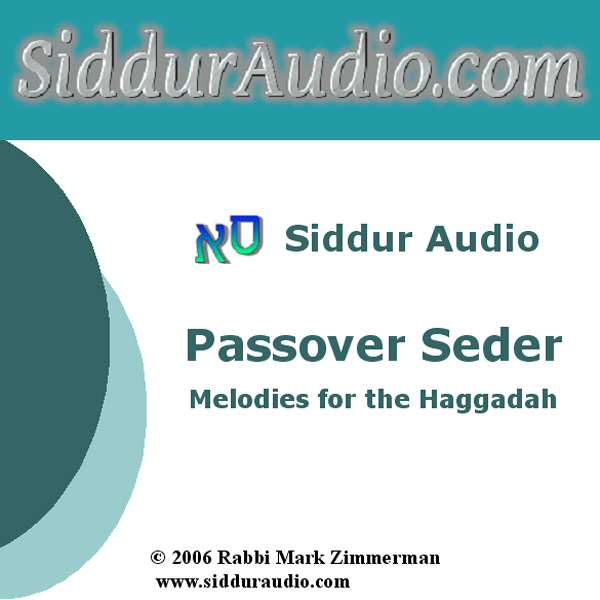 SiddurAudio.com
סא Siddur Audio
Passover Seder
Melodies for the Haggadah
© 2006 Rabbi Mark Zimmerman
www.sidduraudio.com